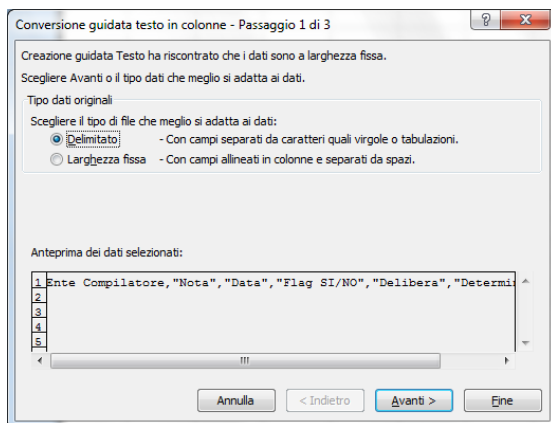 Conversione guidata testo in colonne - Passaggio 1 di 3
Creazione guidata Testo ha riscontrato che i dati sono a larghezza fissa.
Scegliere Avanti o il tipo dati che meglio si adatta ai dati.
Tipo dati originali
Scegliere il tipo di file che meglio si adatta ai dati:
Delimitato - Con campi separati da caratteri quali virgole o tabulazioni.
Larghezza fissa - Con campi allineati in colonne e separati da spazi.
Anteprima dei dati selezionati:
1 Ente Compilatore,"Nota","Data","Flag SI/NO","Delibera","Determi
2
3
4
5
Annulla < Indietro Avanti > Fine